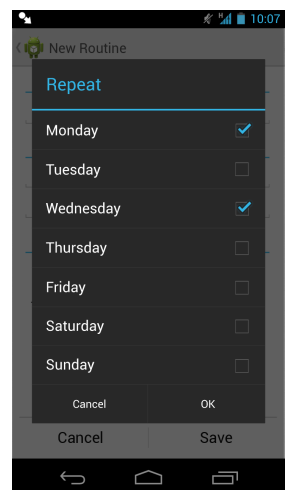 H 10:07
New Routine
Repeat
Monday
Tuesday
Wednesday
Thursday
Friday
Saturday
Sunday
Cancel OK
Cancel Save